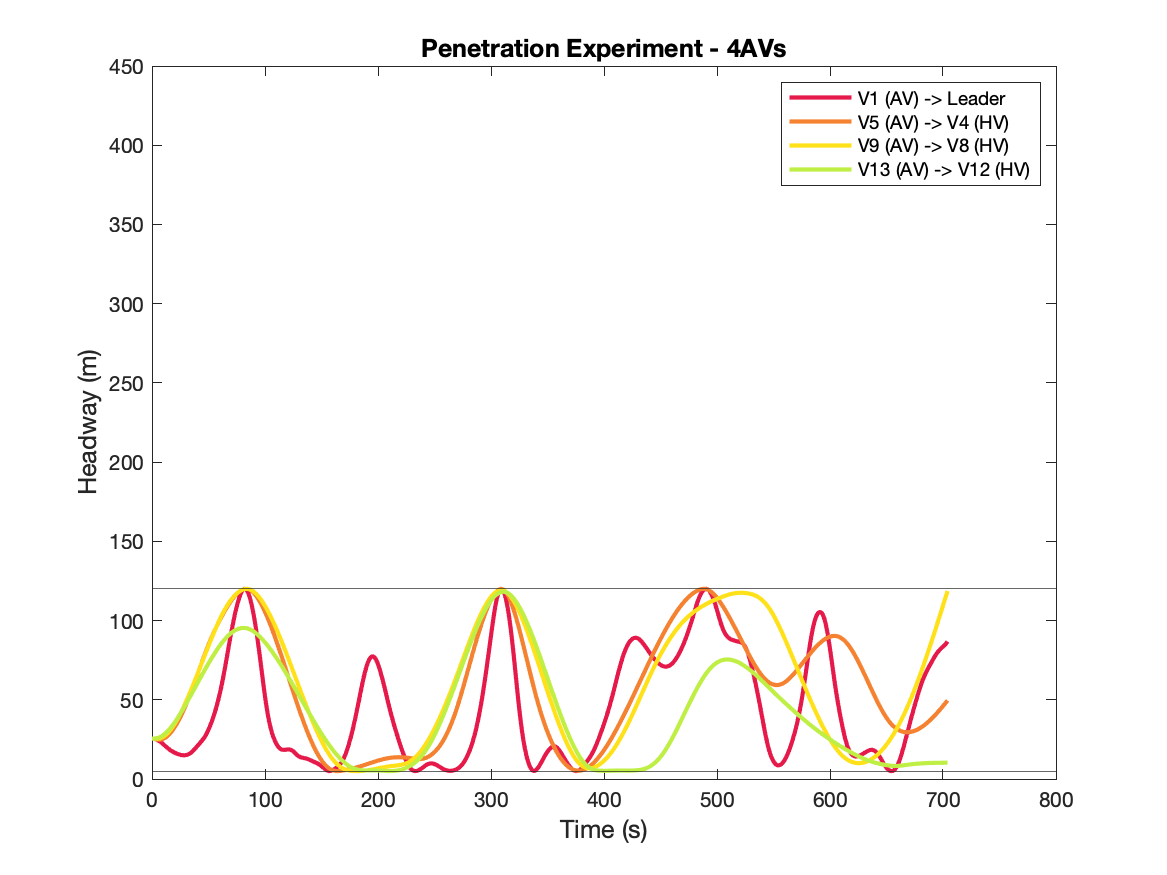 Penetration Experiment - 4AVs
450
400
350
300
250
200
150
100
50
0
Headway (m)
V1 (AV) -> Leader
V5 (AV) -> V4 (HV)
V9 (AV) -> V8 (HV)
V13 (AV) -> V12 (HV)
0 100 200 300 400 500 600 700 800
Time (s)